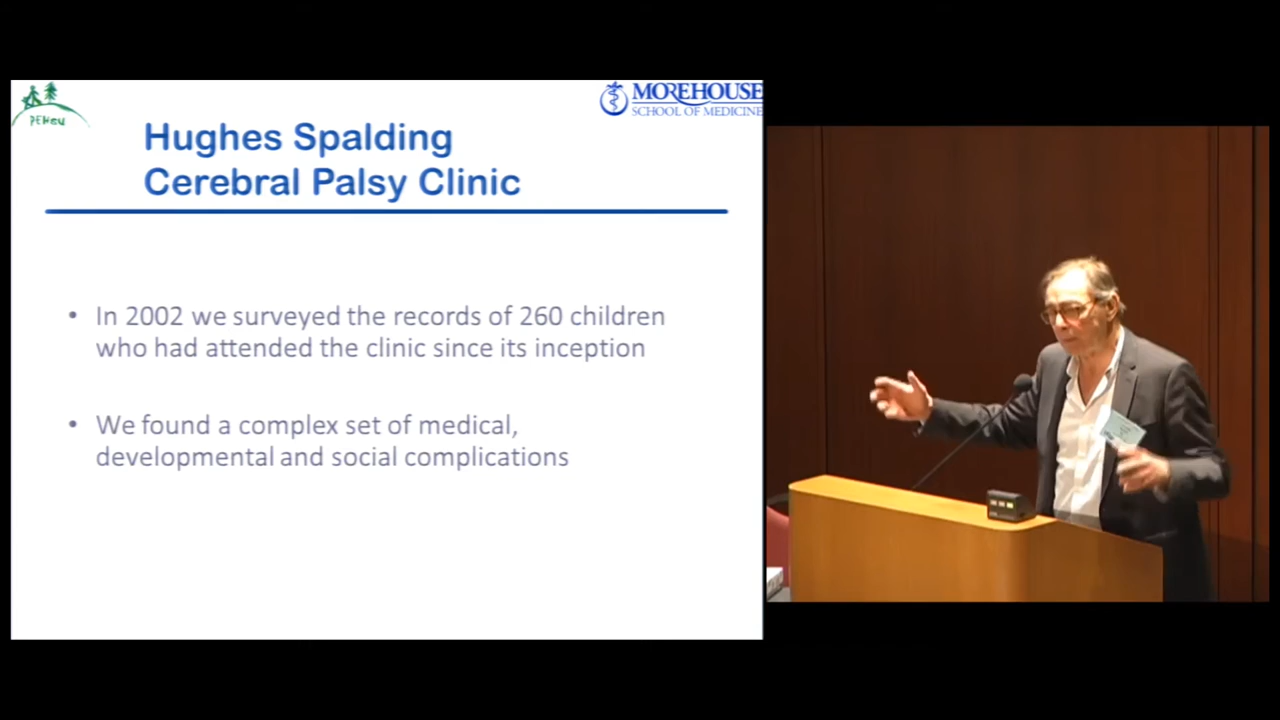 PEHSU
MOREHOUSE
SCHOOL OF MEDICINE
Hughes Spalding
Cerebral Palsy Clinic
• In 2002 we surveyed the records of 260 children
who had attended the clinic since its inception
• We found a complex set of medical,
developmental and social complications